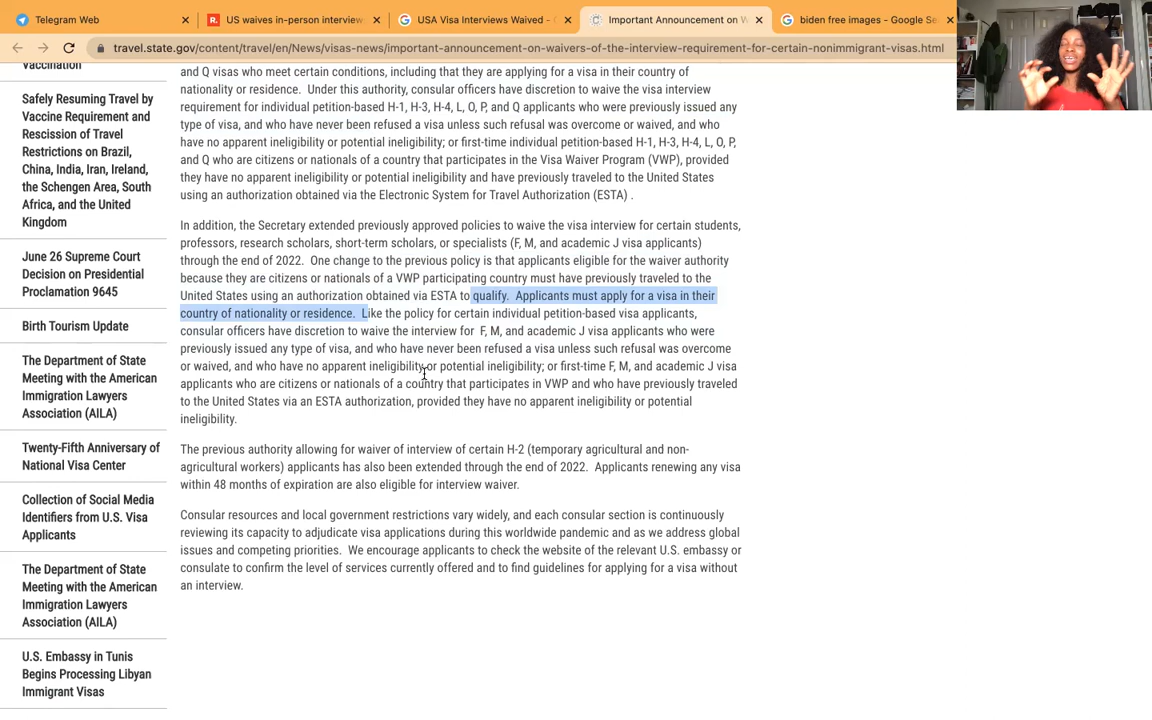 Telegram Web
US waives in-person interview
USA Visa Interviews Waived -
Important Announcement on W
biden free images - Google Se
travel.state.gov/content/travel/en/News/visas-news/important-announcement-on-waivers-of-the-interview-requirement-for-certain-nonimmigrant-visas.html
Vaccination
Safely Resuming Travel by
Vaccine Requirement and
Rescission of Travel
Restrictions on Brazil,
China, India, Iran, Ireland,
the Schengen Area, South
Africa, and the United
Kingdom
June 26 Supreme Court
Decision on Presidential
Proclamation 9645
Birth Tourism Update
The Department of State
Meeting with the American
Immigration Lawyers
Association (AILA)
Twenty-Fifth Anniversary of
National Visa Center
Collection of Social Media
Identifiers from U.S. Visa
Applicants
The Department of State
Meeting with the American
Immigration Lawyers
Association (AILA)
U.S. Embassy in Tunis
Begins Processing Libyan
Immigrant Visas
and Q visas who meet certain conditions, including that they are applying for a visa in their country of
nationality or residence. Under this authority, consular officers have discretion to waive the visa interview
requirement for individual petition-based H-1, H-3, H-4, L, O, P, and Q applicants who were previously issued any
type of visa, and who have never been refused a visa unless such refusal was overcome or waived, and who
have no apparent ineligibility or potential ineligibility; or first-time individual petition-based H-1, H-3, H-4, L, O, P,
and Q who are citizens or nationals of a country that participates in the Visa Waiver Program (VWP), provided
they have no apparent ineligibility or potential ineligibility and have previously traveled to the United States
using an authorization obtained via the Electronic System for Travel Authorization (ESTA) .
In addition, the Secretary extended previously approved policies to waive the visa interview for certain students,
professors, research scholars, short-term scholars, or specialists (F, M, and academic J visa applicants)
through the end of 2022. One change to the previous policy is that applicants eligible for the waiver authority
because they are citizens or nationals of a VWP participating country must have previously traveled to the
United States using an authorization obtained via ESTA to qualify. Applicants must apply for a visa in their
country of nationality or residence. Like the policy for certain individual petition-based visa applicants,
consular officers have discretion to waive the interview for F, M, and academic J visa applicants who were
previously issued any type of visa, and who have never been refused a visa unless such refusal was overcome
or waived, and who have no apparent ineligibility or potential ineligibility; or first-time F, M, and academic J visa
applicants who are citizens or nationals of a country that participates in VWP and who have previously traveled
to the United States via an ESTA authorization, provided they have no apparent ineligibility or potential
ineligibility.
The previous authority allowing for waiver of interview of certain H-2 (temporary agricultural and non-
agricultural workers) applicants has also been extended through the end of 2022. Applicants renewing any visa
within 48 months of expiration are also eligible for interview waiver.
Consular resources and local government restrictions vary widely, and each consular section is continuously
reviewing its capacity to adjudicate visa applications during this worldwide pandemic and as we address global
issues and competing priorities. We encourage applicants to check the website of the relevant U.S. embassy or
consulate to confirm the level of services currently offered and to find guidelines for applying for a visa without
an interview.